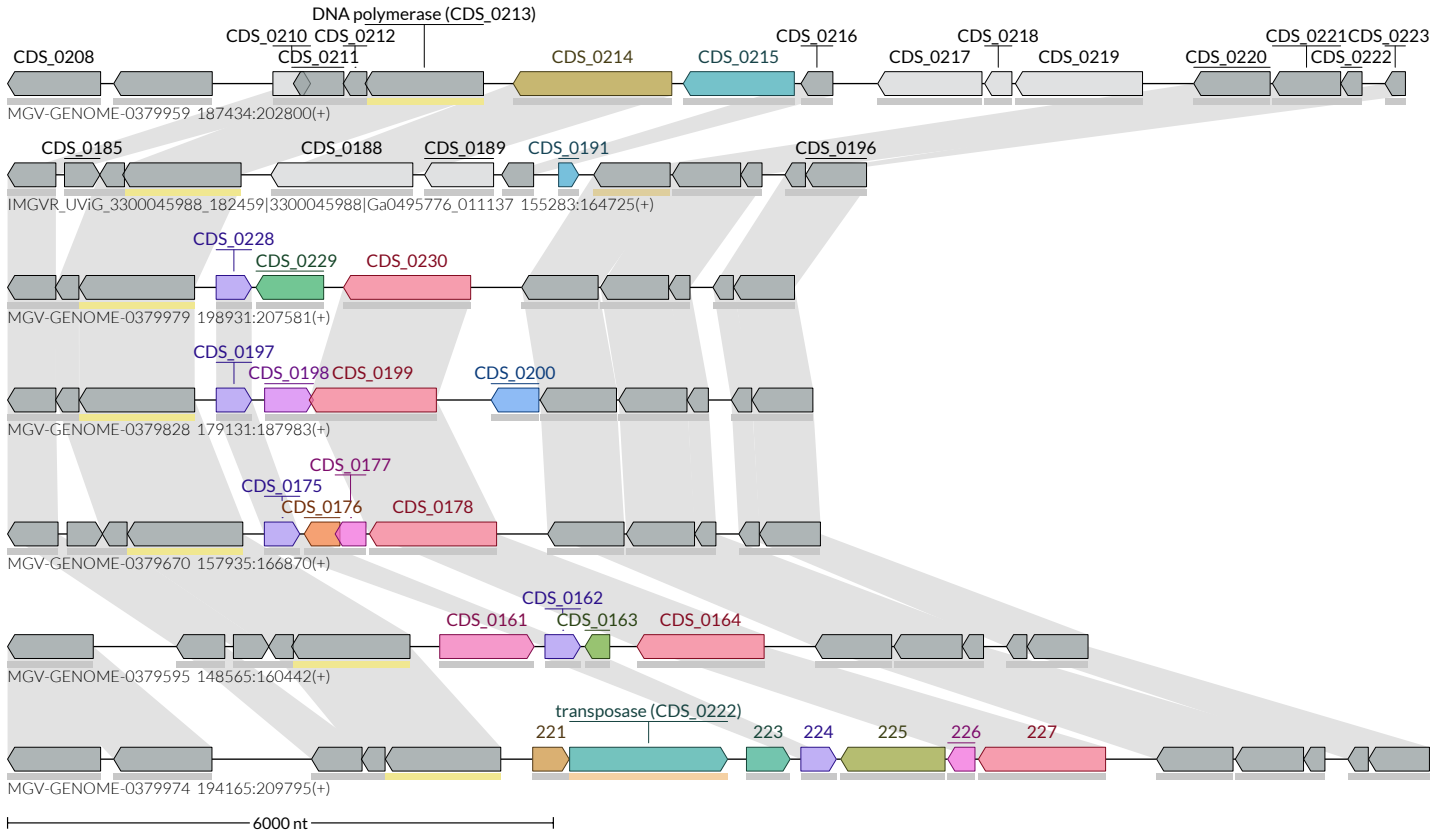 DNA polymerase (CDS_0213)
CDS_0210 CDS_0212 CDS_0216 CDS_0218 CDS_0221 CDS_0223
CDS_0208 CDS_0211 CDS_0214 CDS_0215 CDS_0217 CDS_0219 CDS_0220 CDS_0222
MGV-GENOME-0379959 187434:202800(+)
CDS_0185 CDS_0188 CDS_0189 CDS_0191 CDS_0196
IMGVR_UViG_3300045988_182459|3300045988|Ga0495776_011137 155283:164725(+)
CDS_0228
CDS_0229 CDS_0230
MGV-GENOME-0379979 198931:207581(+)
CDS_0197
CDS_0198 CDS_0199 CDS_0200
MGV-GENOME-0379828 179131:187983(+)
CDS_0177
CDS_0175
CDS_0176 CDS_0178
MGV-GENOME-0379670 157935:166870(+)
CDS_0162
CDS_0161 CDS_0163 CDS_0164
MGV-GENOME-0379595 148565:160442(+)
transposase (CDS_0222)
221 223 224 225 226 227
MGV-GENOME-0379974 194165:209795(+)
6000 nt